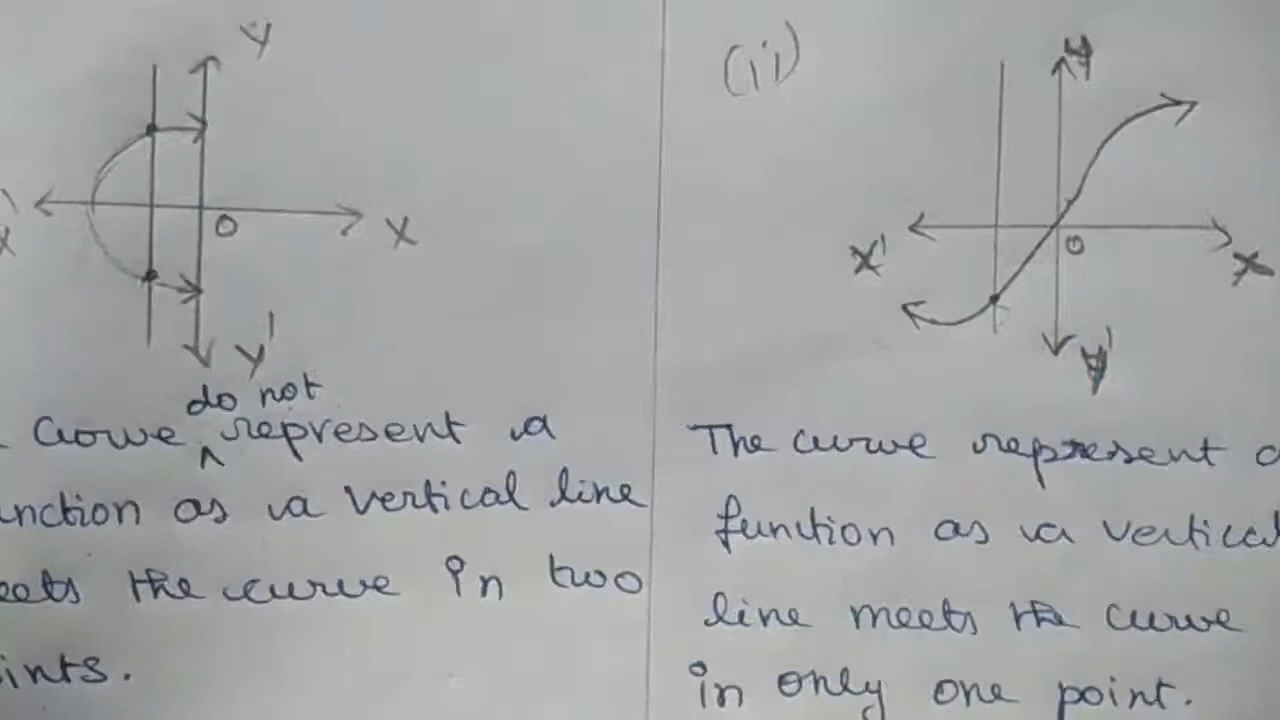 Y
O
X
Y'
do not
curve represent a
nction as a vertical line
eets the curve in two
ints.
(ii)
Y
X'
O
X
Y'
The curve represent a
function as a vertical
line meets the curve
in only one point.